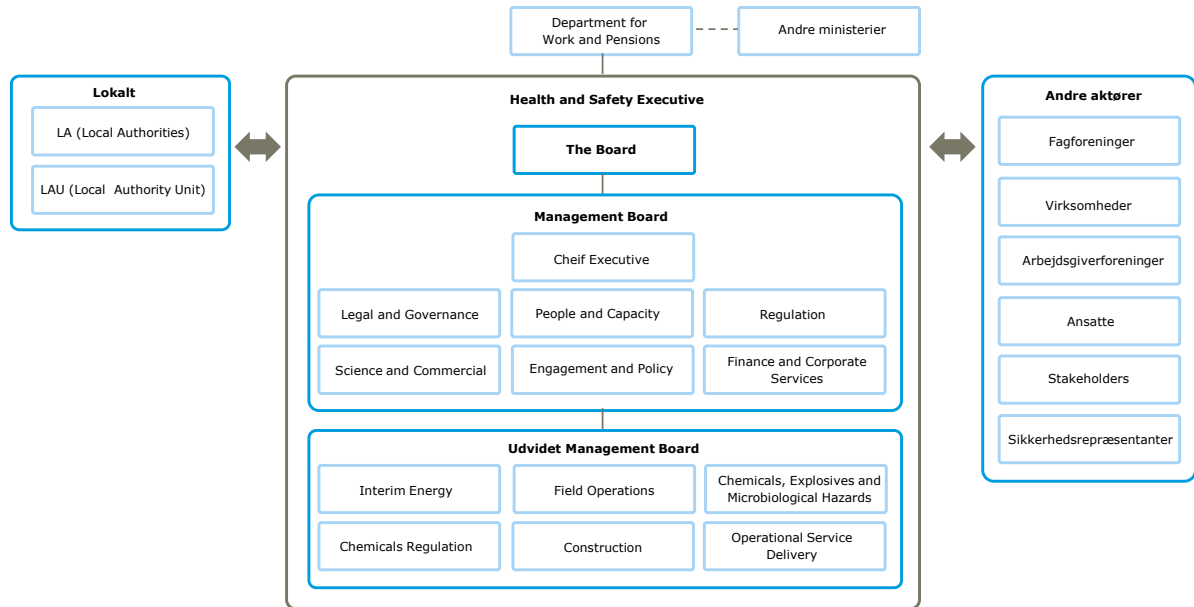 Department for
Work and Pensions
Andre ministerier
Lokalt
LA (Local Authorities)
LAU (Local Authority Unit)
Health and Safety Executive
The Board
Management Board
Cheif Executive
Legal and Governance
People and Capacity
Regulation
Science and Commercial
Engagement and Policy
Finance and Corporate
Services
Udvidet Management Board
Interim Energy
Field Operations
Chemicals, Explosives and
Microbiological Hazards
Chemicals Regulation
Construction
Operational Service
Delivery
Andre aktører
Fagforeninger
Virksomheder
Arbejdsgiverforeninger
Ansatte
Stakeholders
Sikkerhedsrepræsentanter